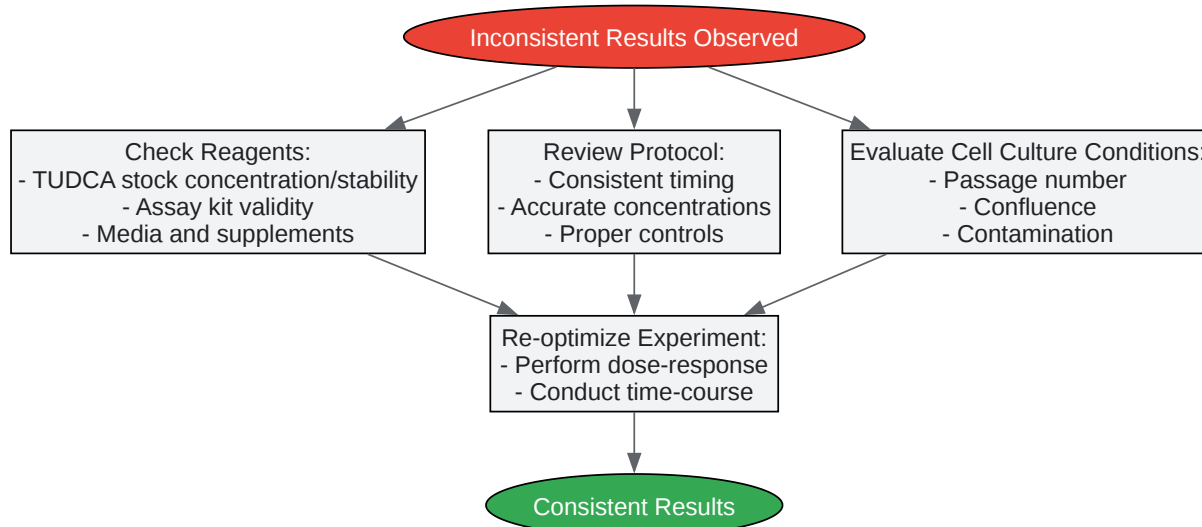 Inconsistent Results Observed
Check Reagents:
- TUDCA stock concentration/stability
- Assay kit validity
- Media and supplements
Review Protocol:
- Consistent timing
- Accurate concentrations
- Proper controls
Evaluate Cell Culture Conditions:
- Passage number
- Confluence
- Contamination
Re-optimize Experiment:
- Perform dose-response
- Conduct time-course
Consistent Results